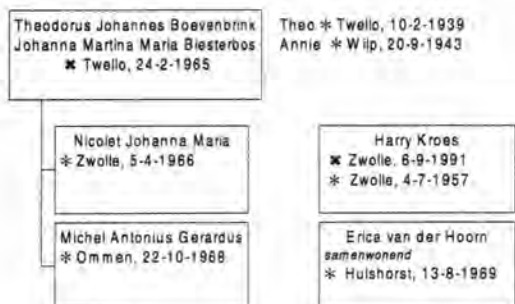 Theodorus Johannes Boevenbrink
Johanna Martina Maria Biesterbos
✖ Twello, 24-2-1965
Theo ✳ Twello, 10-2-1939
Annie ✳ Wilp, 20-9-1943
Nicolet Johanna Maria
✳ Zwolle, 5-4-1966
Harry Kroes
✖ Zwolle, 6-9-1991
✳ Zwolle, 4-7-1957
Michel Antonius Gerardus
✳ Ommen, 22-10-1968
Erica van der Hoorn
samenwonend
✳ Hulshorst, 13-8-1969